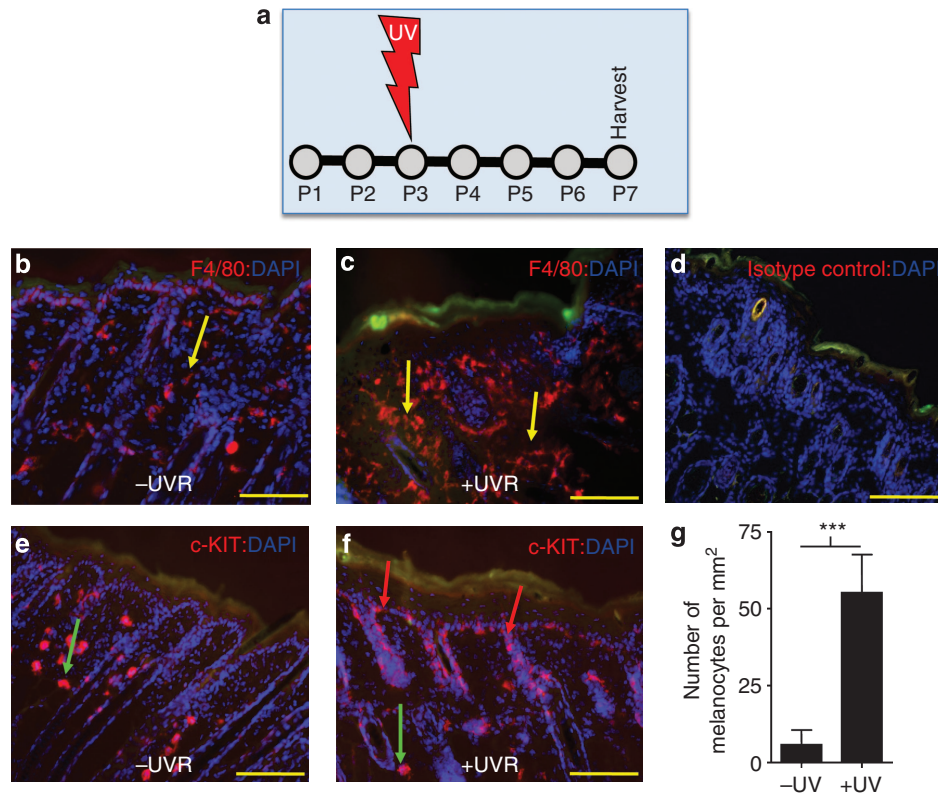 a
UV
Harvest
P1 P2 P3 P4 P5 P6 P7
b
F4/80:DAPI
–UVR
c
F4/80:DAPI
+UVR
d
Isotype control:DAPI
e
c-KIT:DAPI
–UVR
f
c-KIT:DAPI
+UVR
g
Number of
melanocytes per mm²
75
50
25
0
***
–UV +UV